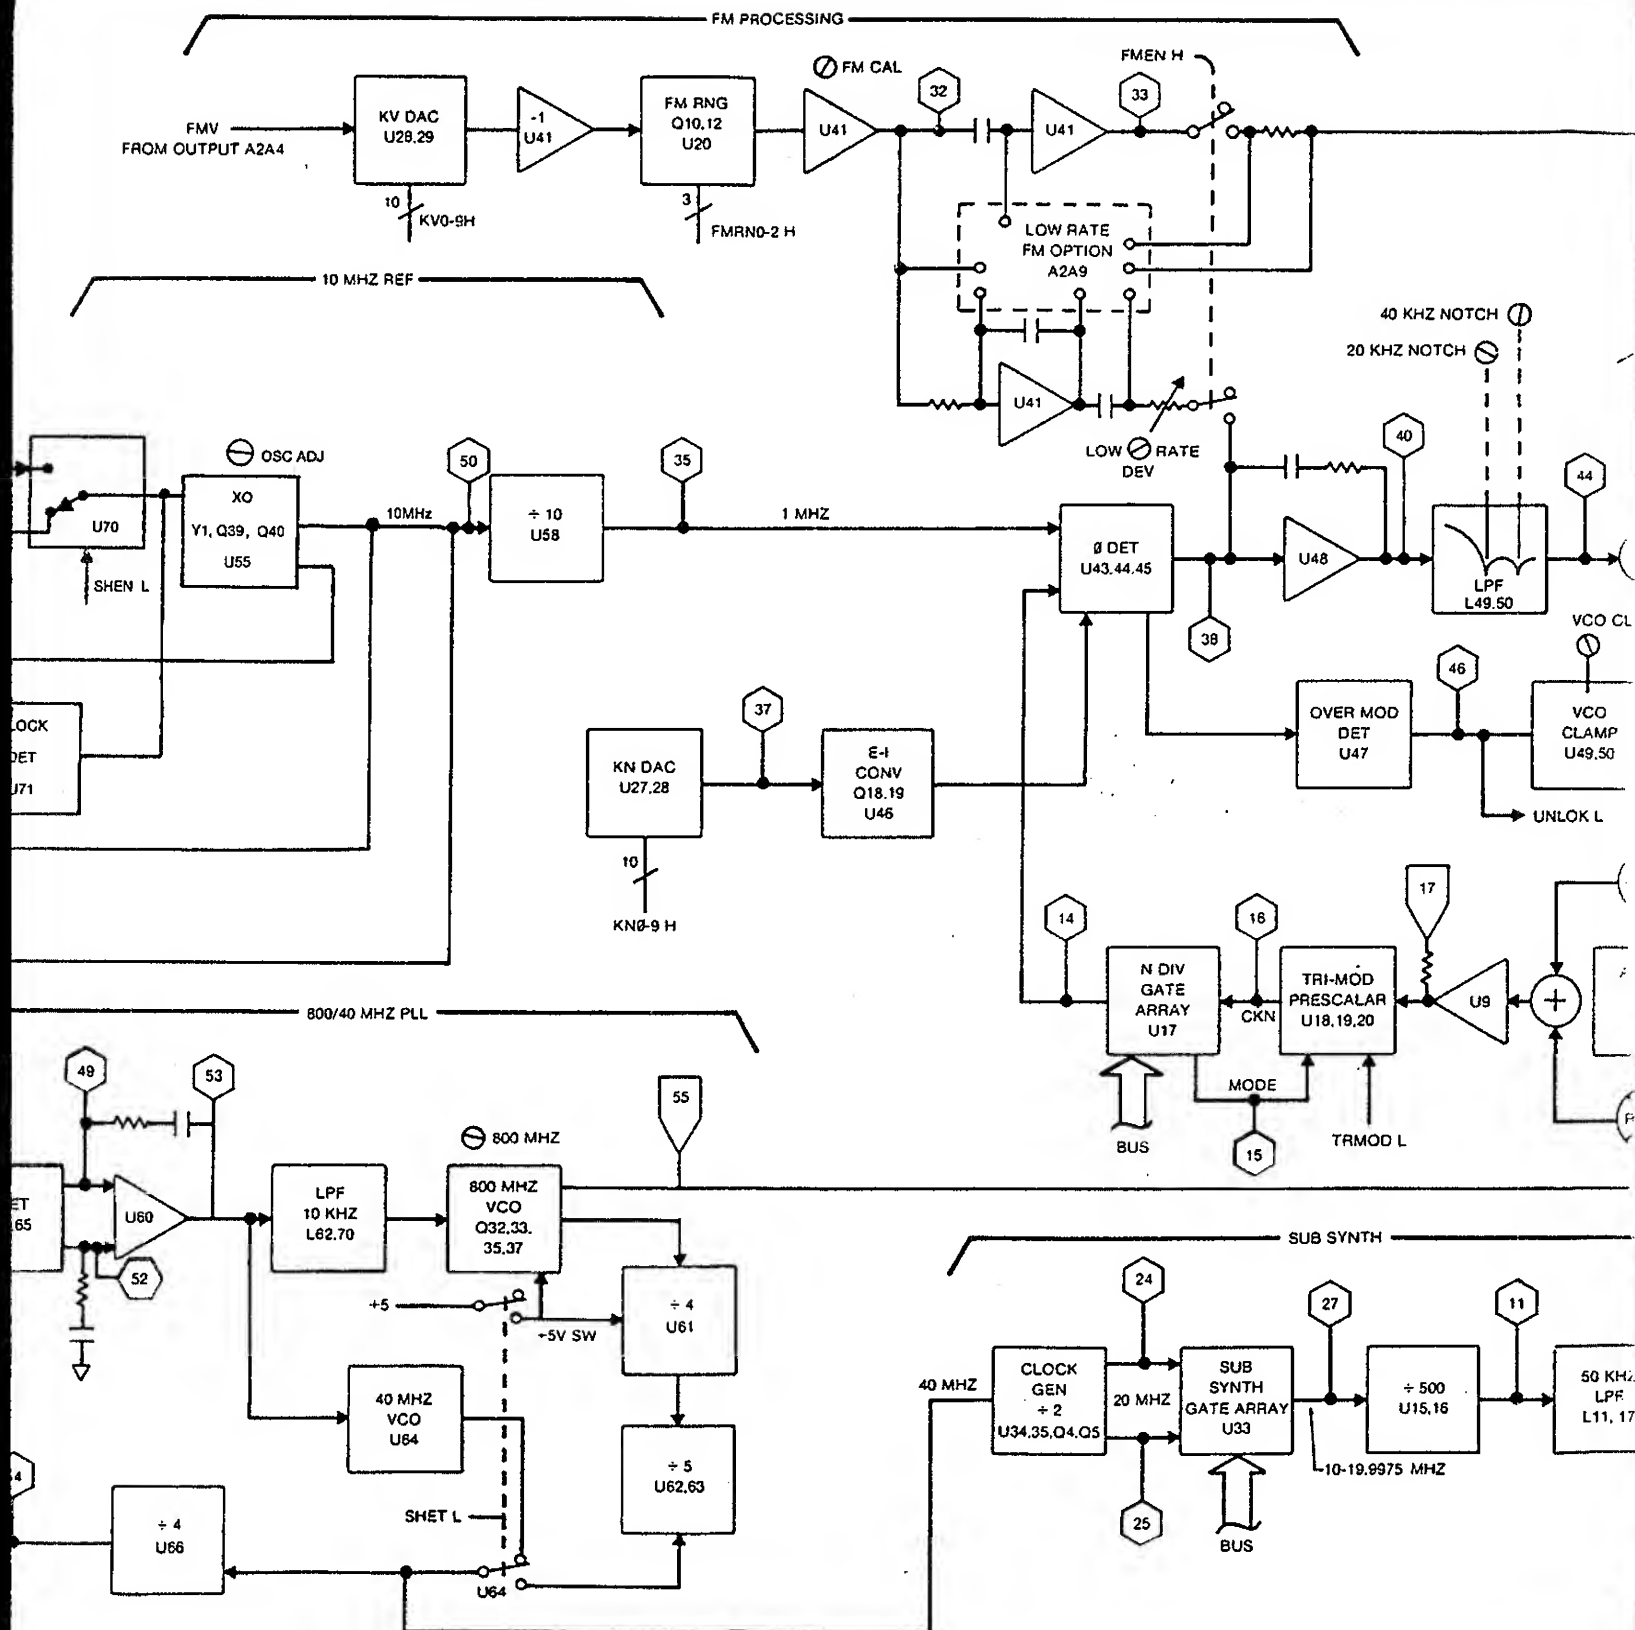 FM PROCESSING
FMV
FROM OUTPUT A2A4
KV DAC
U28,29
10
KV0-9H
-1
U41
FM RNG
Q10,12
U20
3
FMRN0-2 H
FM CAL
U41
32
U41
33
FMEN H
LOW RATE
FM OPTION
A2A9
U41
LOW RATE
DEV
40 KHZ NOTCH
20 KHZ NOTCH
10 MHZ REF
U70
SHEN L
OSC ADJ
XO
Y1, Q39, Q40
U55
10MHz
50
÷ 10
U58
35
1 MHZ
Ø DET
U43,44,45
38
U48
40
LPF
L49,50
44
VCO CL
LOCK
DET
U71
KN DAC
U27,28
10
KNØ-9 H
37
E-I
CONV
Q18,19
U46
OVER MOD
DET
U47
46
VCO
CLAMP
U49,50
UNLOK L
14
N DIV
GATE
ARRAY
U17
16
CKN
TRI-MOD
PRESCALAR
U18,19,20
17
U9
+
BUS
MODE
15
TRMOD L
800/40 MHZ PLL
49
53
ET
65
U60
52
LPF
10 KHZ
L62,70
800 MHZ
800 MHZ
VCO
Q32,33,
35,37
55
+5
+5V SW
÷ 4
U61
40 MHZ
VCO
U64
÷ 5
U62,63
SHET L
U64
4
÷ 4
U66
SUB SYNTH
40 MHZ
CLOCK
GEN
÷ 2
U34,35,Q4,Q5
24
20 MHZ
25
SUB
SYNTH
GATE ARRAY
U33
BUS
27
10-19.9975 MHZ
÷ 500
U15,16
11
50 KHZ
LPF
L11, 17